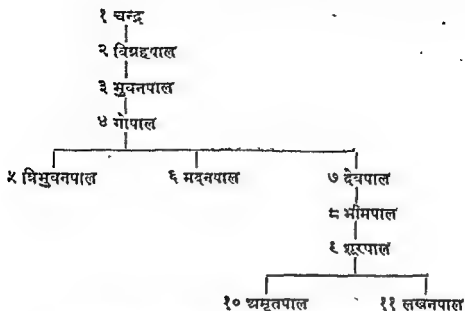 १ चन्द्र
२ विग्रहपाल
३ भुवनपाल
४ गोपाल
५ त्रिभुवनपाल ६ मदनपाल ७ देवपाल
८ भीमपाल
९ शूरपाल
१० अमृतपाल ११ लखनपाल